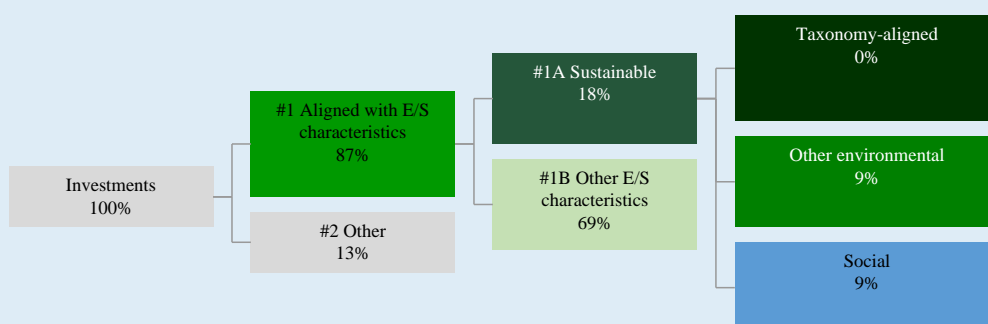 Investments
100%
#1 Aligned with E/S
characteristics
87%
#2 Other
13%
#1A Sustainable
18%
#1B Other E/S
characteristics
69%
Taxonomy-aligned
0%
Other environmental
9%
Social
9%